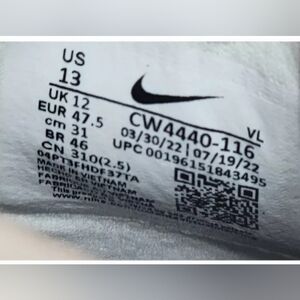 US
13
UK 12
EUR 47.5
cm 31
BR 46
CN 310(2.5)
04PT3FHDF37TA
MADE IN VIETNAM
CW4440-116
VL
03/30/22 07/19/22
UPC 00196151843495